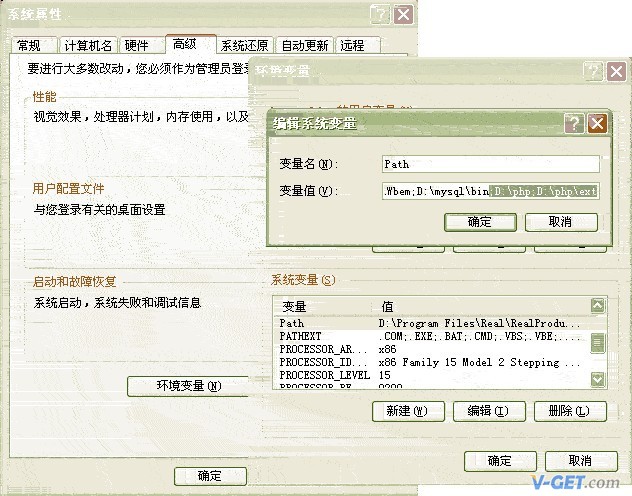 系统属性
常规 计算机名 硬件 高级 系统还原 自动更新 远程
要进行大多数改动，您必须作为管理员登录
性能
视觉效果，处理器计划，内存使用，以及
用户配置文件
与您登录有关的桌面设置
启动和故障恢复
系统启动，系统失败和调试信息
环境变量(N)
确定
环境变量
的用户变量(U)
编辑系统变量
变量名(N):
Path
变量值(V):
.Wbem;D:\mysql\bin;D:\php;D:\php\ext
确定 取消
系统变量(S)
变量 值
Path D:\Program Files\Real\RealProdu...
PATHEXT .COM;.EXE;.BAT;.CMD;.VBS;.VBE;...
PROCESSOR_AR... x86
PROCESSOR_ID... x86 Family 15 Model 2 Stepping ...
PROCESSOR_LEVEL 15
新建(W) 编辑(I) 删除(L)
确定 取消
V-GET.com